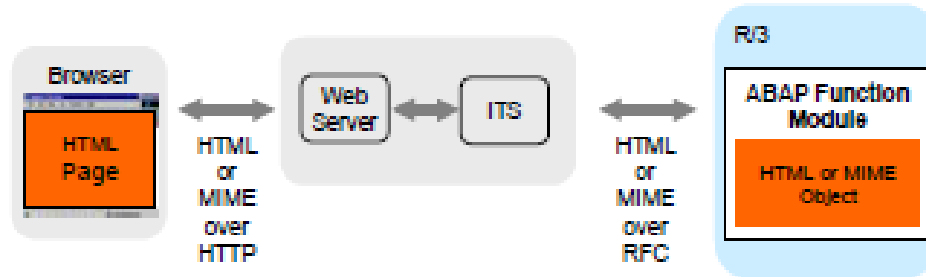 Browser
HTML
Page
HTML
or
MIME
over
HTTP
Web
Server
ITS
HTML
or
MIME
over
RFC
R/3
ABAP Function
Module
HTML or MIME
Object